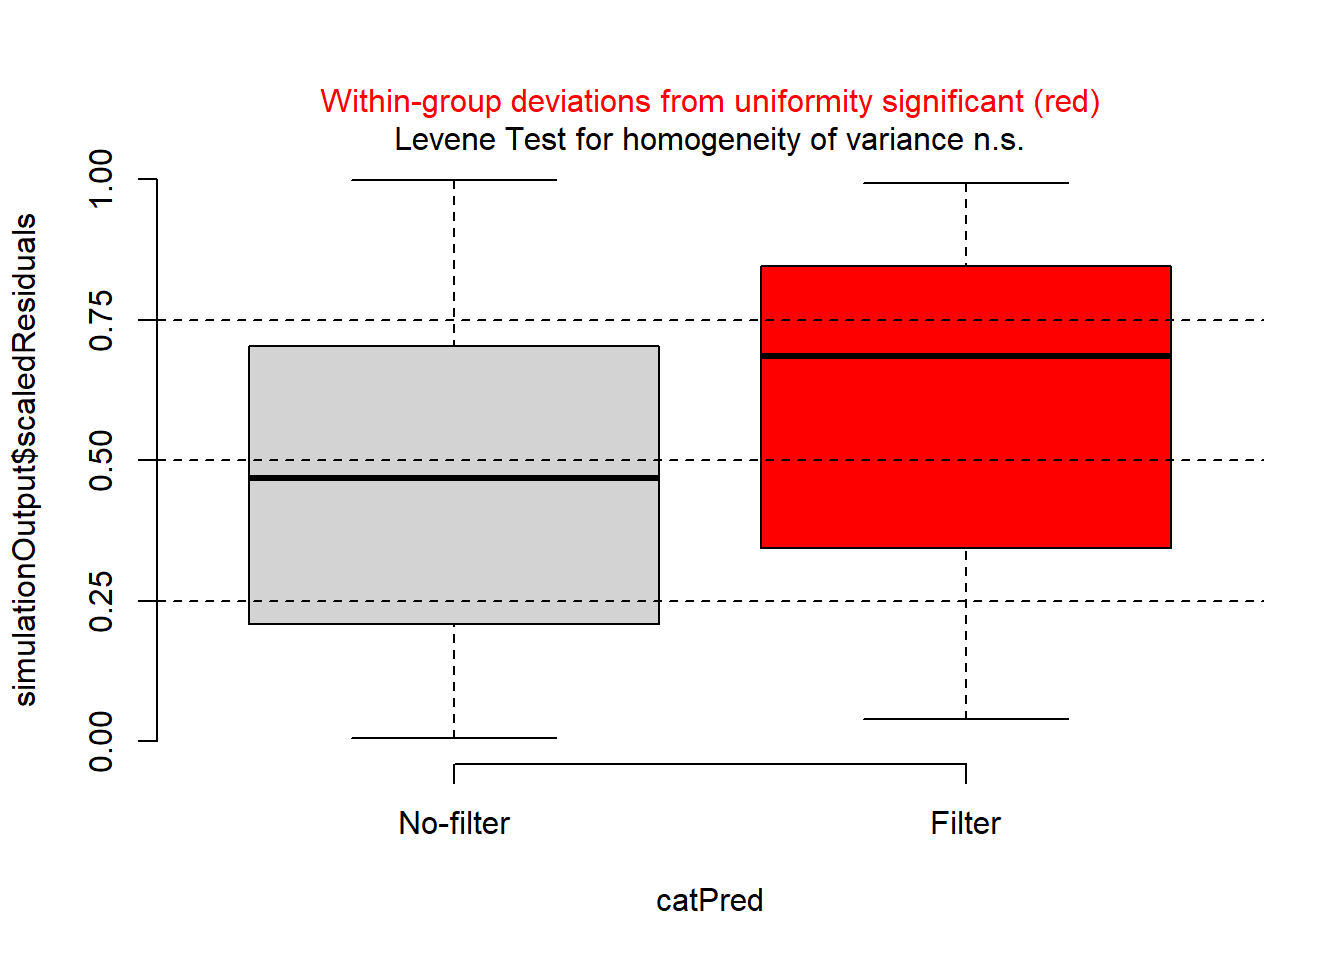 Within-group deviations from uniformity significant (red)
Levene Test for homogeneity of variance n.s.
simulationOutput$scaledResiduals
1.00
0.75
0.50
0.25
0.00
No-filter
Filter
catPred